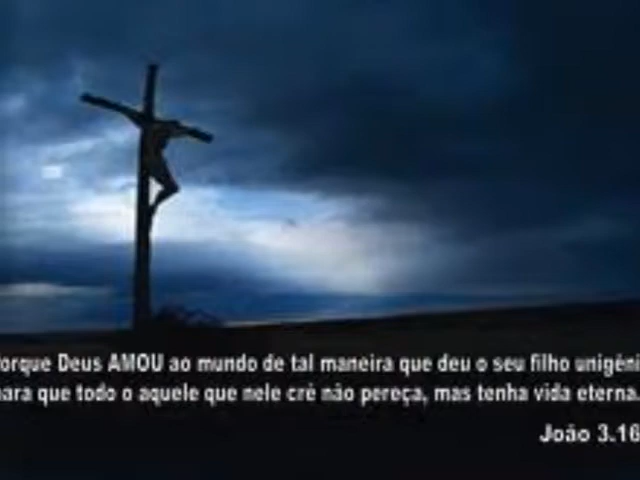 orque Deus AMOU ao mundo de tal maneira que deu o seu filho unigêni
ara que todo o aquele que nele crê não pereça, mas tenha vida eterna.
João 3.16